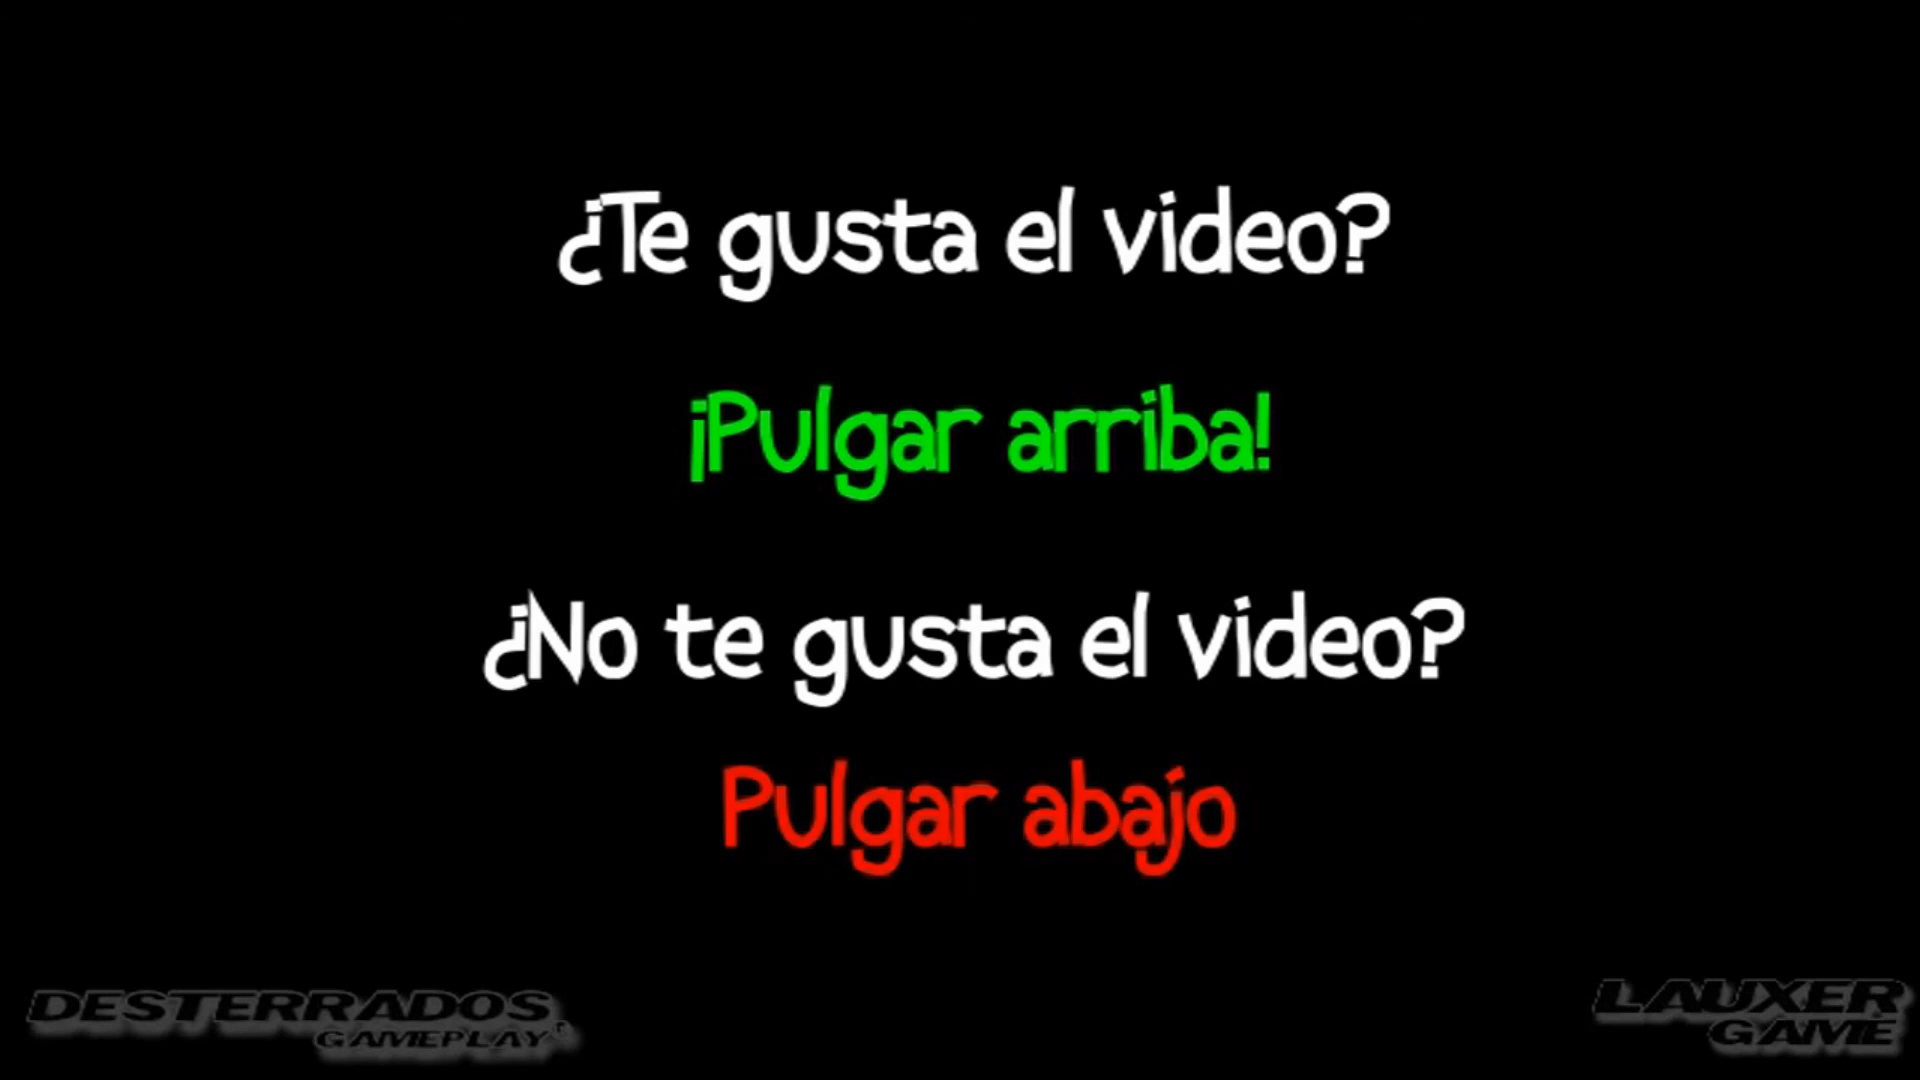 ¿Te gusta el video?
¡Pulgar arriba!
¿No te gusta el video?
Pulgar abajo
DESTERRADOS
GAMEPLAY
LAUXER
GAME